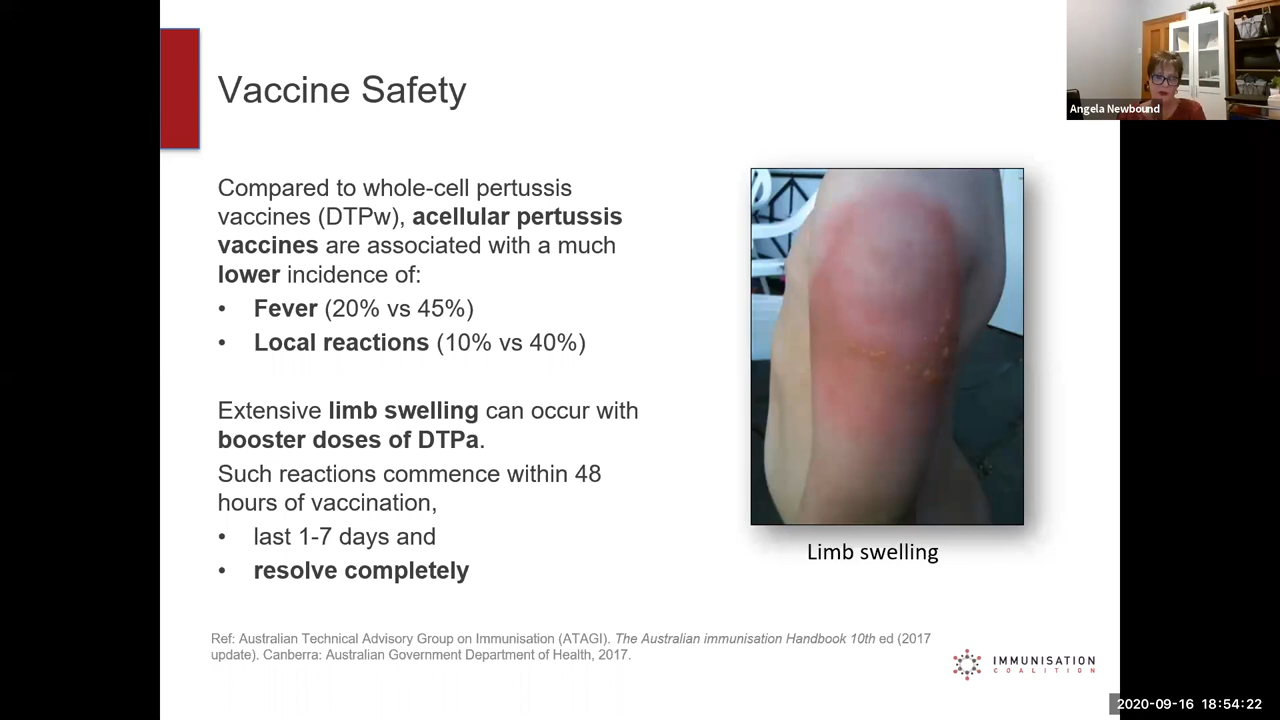 Angela Newbound
Vaccine Safety
Compared to whole-cell pertussis
vaccines (DTPw), acellular pertussis
vaccines are associated with a much
lower incidence of:
• Fever (20% vs 45%)
• Local reactions (10% vs 40%)
Extensive limb swelling can occur with
booster doses of DTPa.
Such reactions commence within 48
hours of vaccination,
• last 1-7 days and
• resolve completely
Limb swelling
Ref: Australian Technical Advisory Group on Immunisation (ATAGI). The Australian immunisation Handbook 10th ed (2017
update). Canberra: Australian Government Department of Health, 2017.
IMMUNISATION
COALITION
2020-09-16 18:54:22